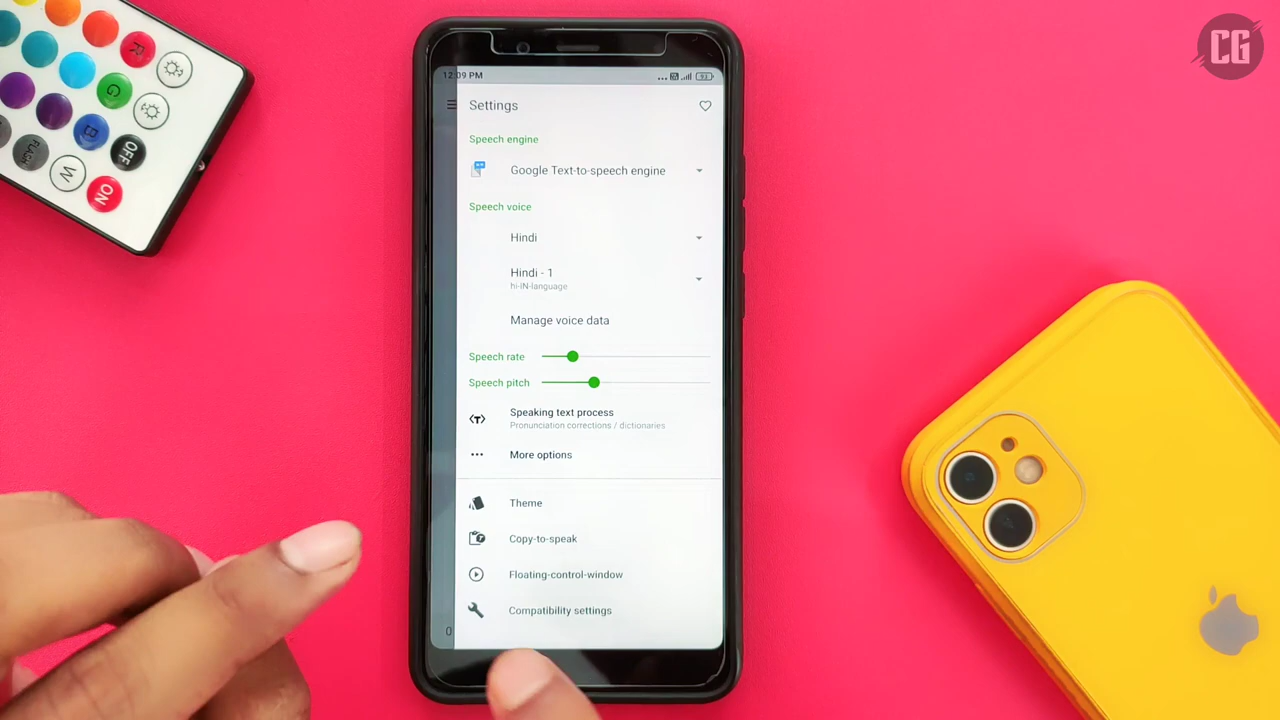 CG
R
G
B
OFF
FLASH
W
ON
12:09 PM
93
Settings
Speech engine
Google Text-to-speech engine
Speech voice
Hindi
Hindi - 1
hi-IN-language
Manage voice data
Speech rate
Speech pitch
Speaking text process
Pronunciation corrections / dictionaries
More options
Theme
Copy-to-speak
Floating-control-window
Compatibility settings
0